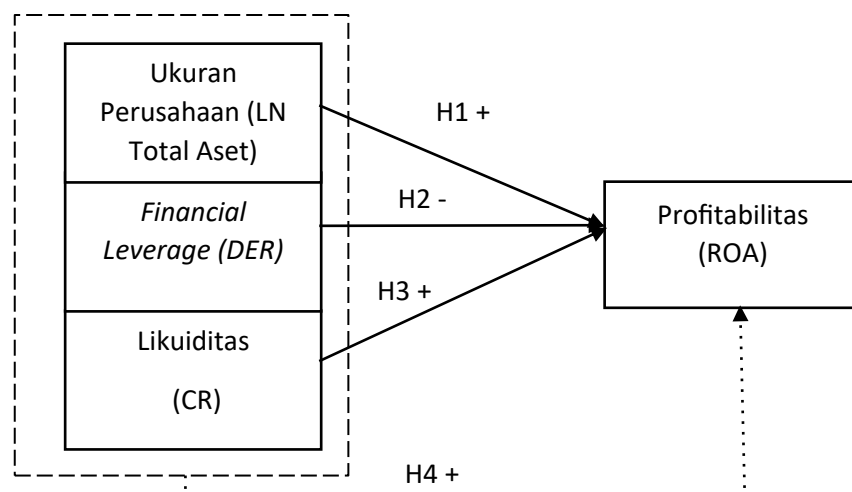 Ukuran
Perusahaan (LN
Total Aset)
H1 +
Financial
Leverage (DER)
H2 -
Profitabilitas
(ROA)
H3 +
Likuiditas
(CR)
H4 +